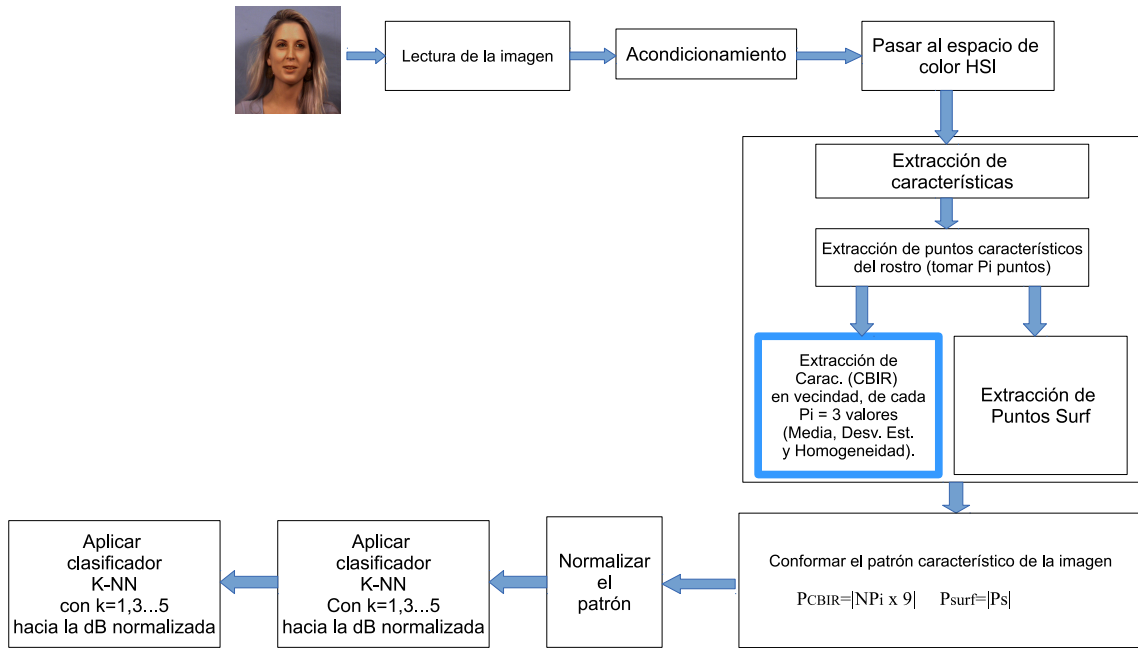 Lectura de la imagen
Acondicionamiento
Pasar al espacio de
color HSI
Extracción de
características
Extracción de puntos característicos
del rostro (tomar Pi puntos)
Extracción de
Carac. (CBIR)
en vecindad, de cada
Pi = 3 valores
(Media, Desv. Est.
y Homogeneidad).
Extracción de
Puntos Surf
Conformar el patrón característico de la imagen
PCBIR=|NPi x 9| Psurf=|Ps|
Normalizar
el
patrón
Aplicar
clasificador
K-NN
Con k=1,3...5
hacia la dB normalizada
Aplicar
clasificador
K-NN
con k=1,3...5
hacia la dB normalizada